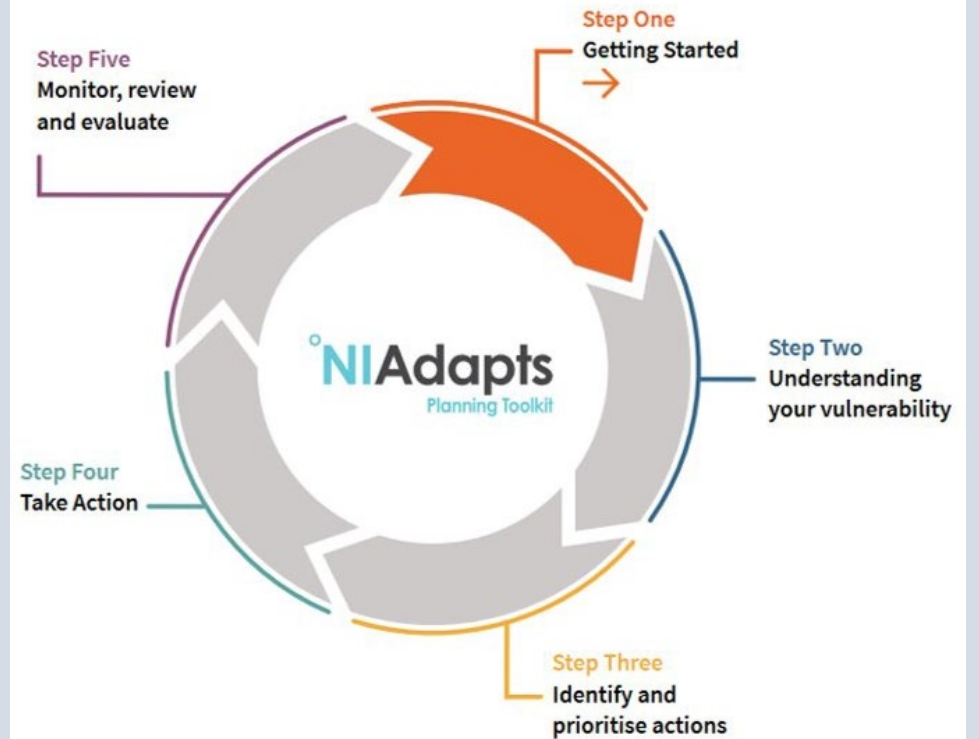 Step One
Getting Started
Step Two
Understanding
your vulnerability
Step Three
Identify and
prioritise actions
Step Four
Take Action
Step Five
Monitor, review
and evaluate
NIAdapts
Planning Toolkit